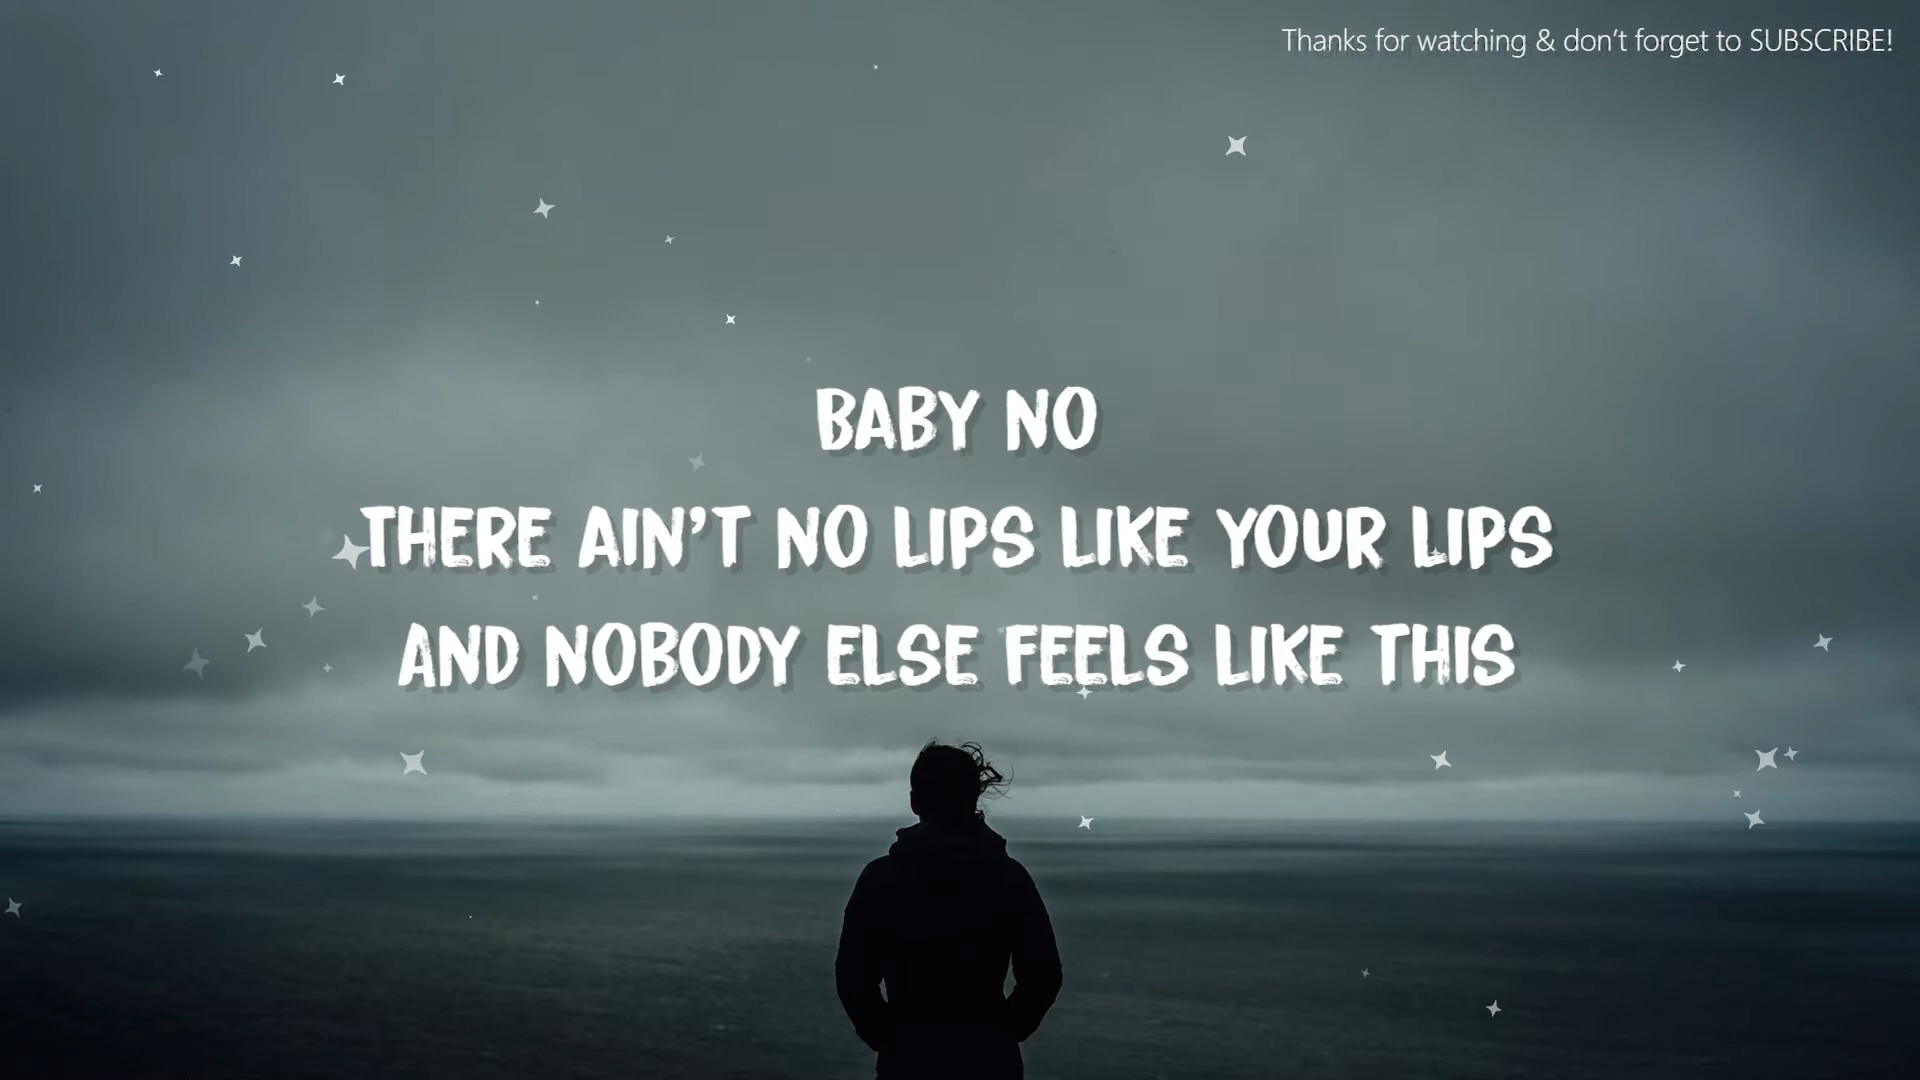 Thanks for watching & don't forget to SUBSCRIBE!
BABY NO
THERE AIN'T NO LIPS LIKE YOUR LIPS
AND NOBODY ELSE FEELS LIKE THIS